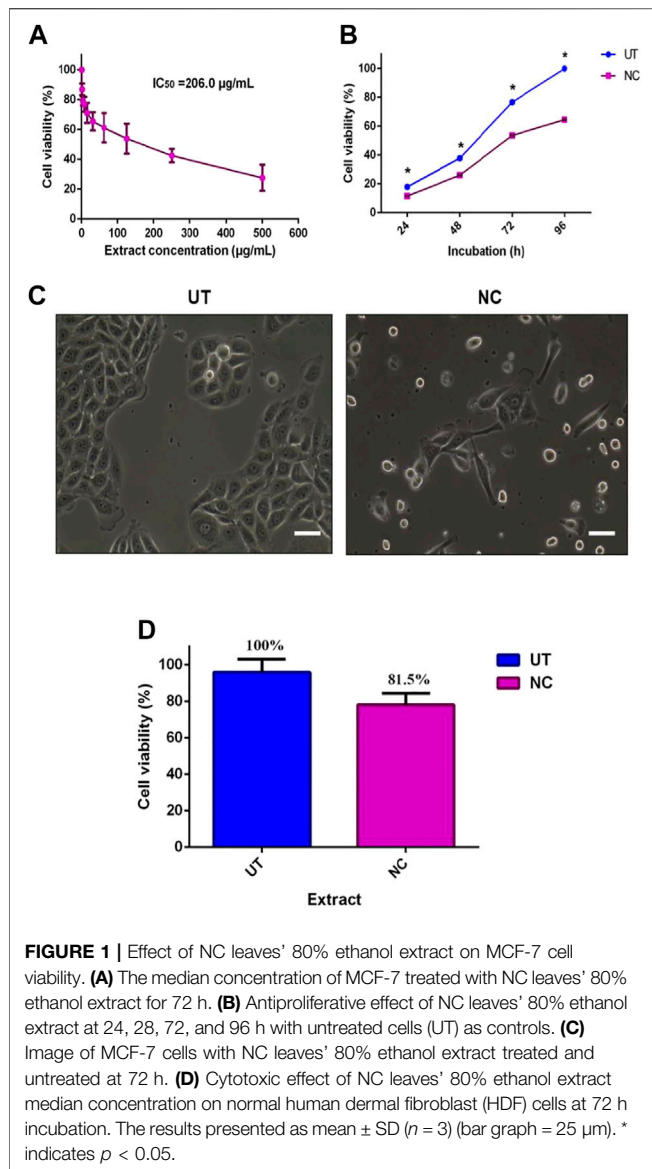 A
Cell viability (%)
100
80
60
40
20
0
IC50 =206.0 µg/mL
0 100 200 300 400 500 600
Extract concentration (µg/mL)
B
Cell viability (%)
100
80
60
40
20
0
* * * *
UT
NC
24 48 72 96
Incubation (h)
C
UT NC
D
Cell viability (%)
100
80
60
40
20
0
100%
81.5%
UT
NC
UT NC
Extract
FIGURE 1 | Effect of NC leaves’ 80% ethanol extract on MCF-7 cell
viability. (A) The median concentration of MCF-7 treated with NC leaves’ 80%
ethanol extract for 72 h. (B) Antiproliferative effect of NC leaves’ 80% ethanol
extract at 24, 28, 72, and 96 h with untreated cells (UT) as controls. (C)
Image of MCF-7 cells with NC leaves’ 80% ethanol extract treated and
untreated at 72 h. (D) Cytotoxic effect of NC leaves’ 80% ethanol extract
median concentration on normal human dermal fibroblast (HDF) cells at 72 h
incubation. The results presented as mean ± SD (n = 3) (bar graph = 25 µm). *
indicates p < 0.05.